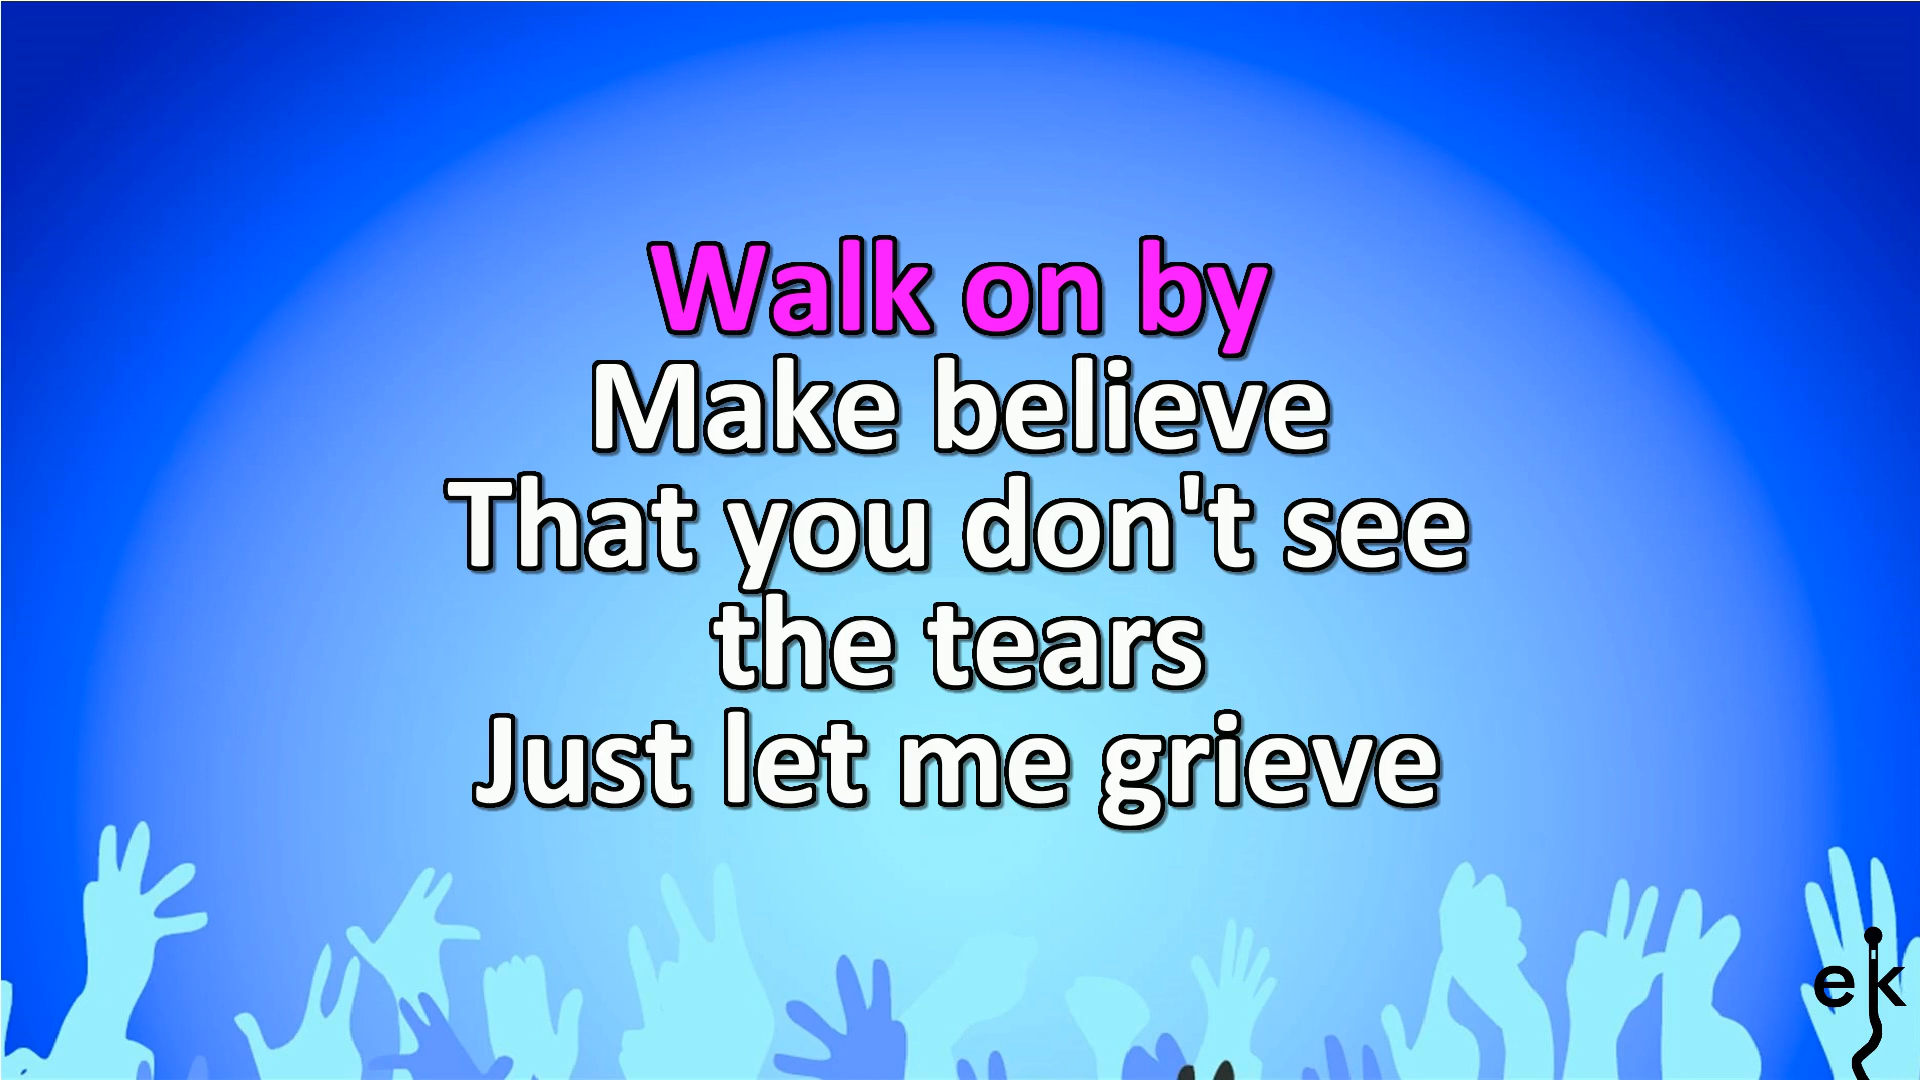 Walk on by
Make believe
That you don't see
the tears
Just let me grieve
ek